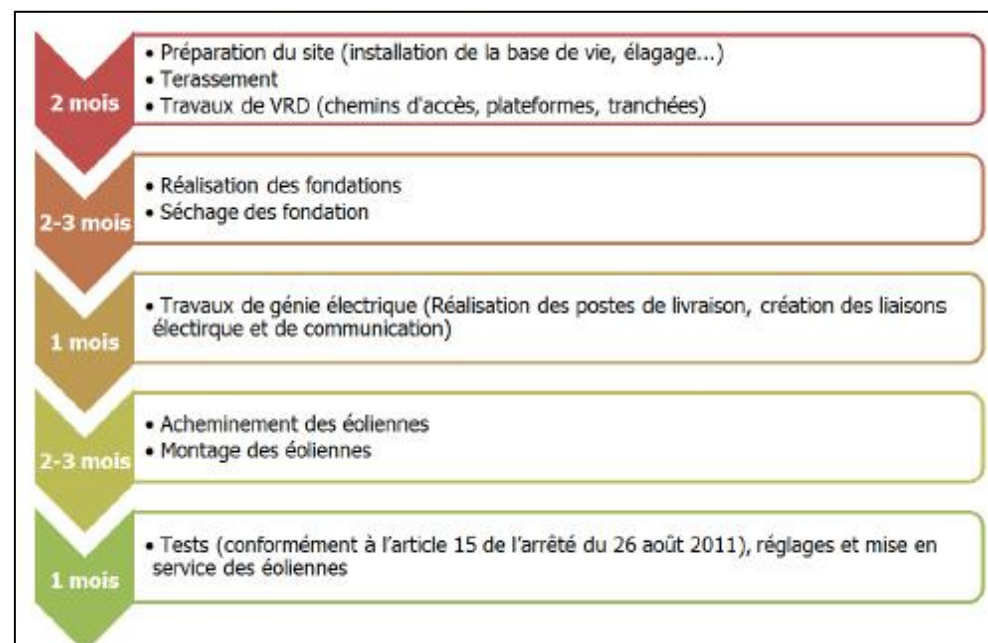 2 mois
• Préparation du site (installation de la base de vie, élagage...)
• Terassement
• Travaux de VRD (chemins d'accès, plateformes, tranchées)
2-3 mois
• Réalisation des fondations
• Séchage des fondation
1 mois
• Travaux de génie électrique (Réalisation des postes de livraison, création des liaisons
électirque et de communication)
2-3 mois
• Acheminement des éoliennes
• Montage des éoliennes
1 mois
• Tests (conformément à l'article 15 de l'arrêté du 26 août 2011), réglages et mise en
service des éoliennes